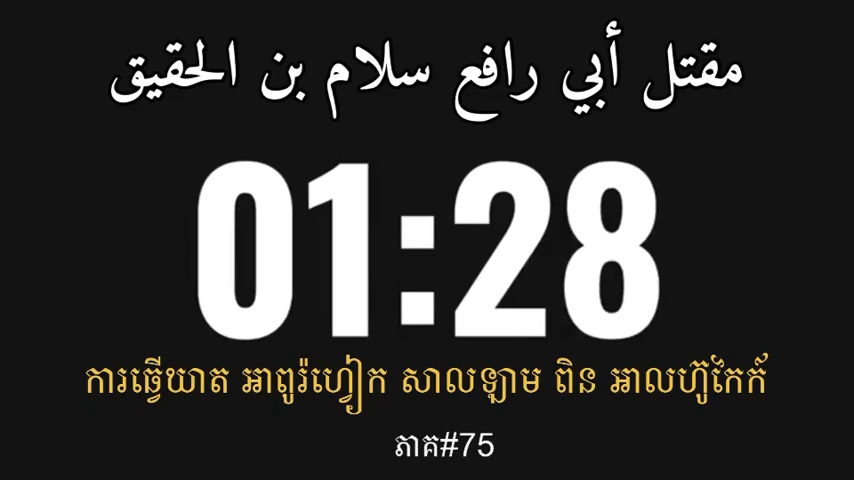 مقتل أبي رافع سلام بن الحقيق
01:28
ការធ្វើឃាត អាពូរ៉ហ្វៀក សាលឡាម ពិន អាលហ៊ូកៃក័
ភាគ#75